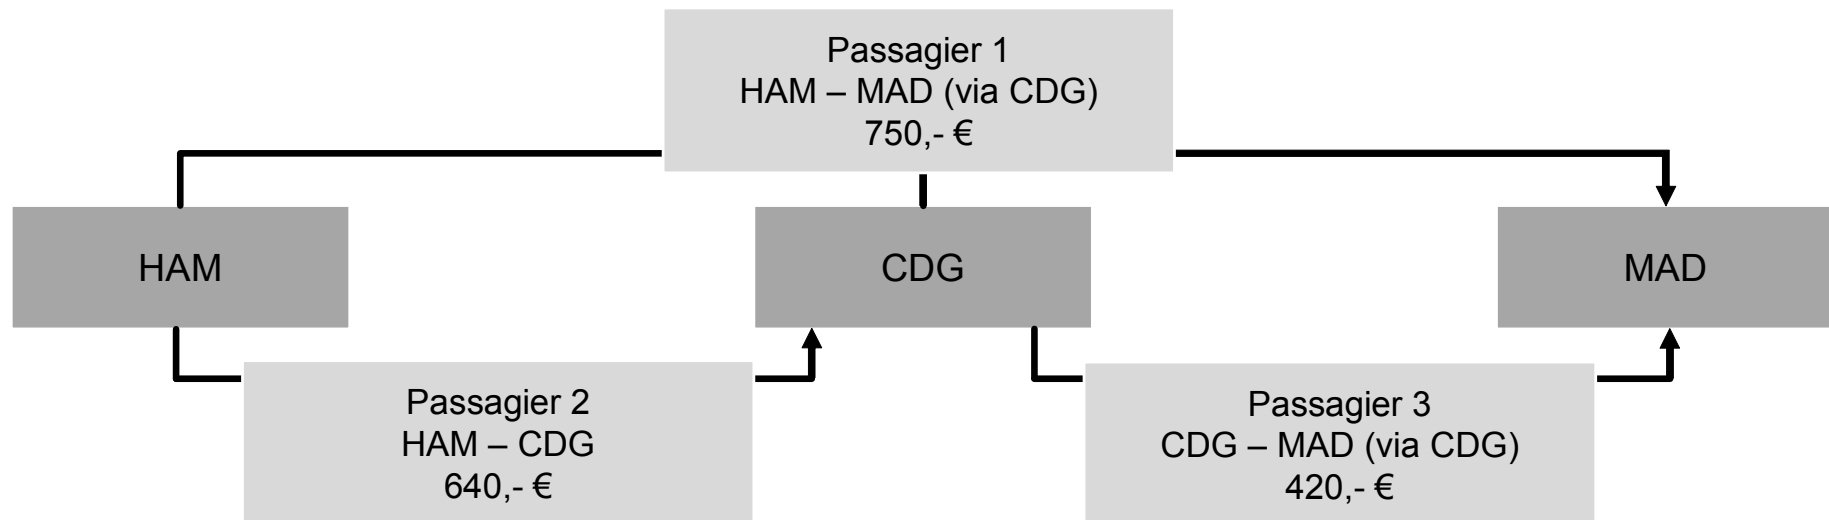 Passagier 1
HAM – MAD (via CDG)
750,- €
HAM
CDG
MAD
Passagier 2
HAM – CDG
640,- €
Passagier 3
CDG – MAD (via CDG)
420,- €